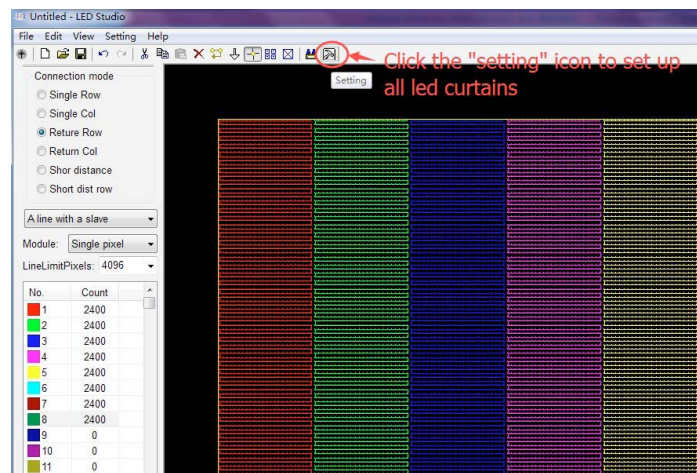 Untitled - LED Studio
File Edit View Setting Help
Click the "setting" icon to set up
all led curtains
Setting
Connection mode
Single Row
Single Col
Reture Row
Return Col
Shor distance
Short dist row
A line with a slave
Module: Single pixel
LineLimitPixels: 4096
No. Count
1 2400
2 2400
3 2400
4 2400
5 2400
6 2400
7 2400
8 2400
9 0
10 0
11 0